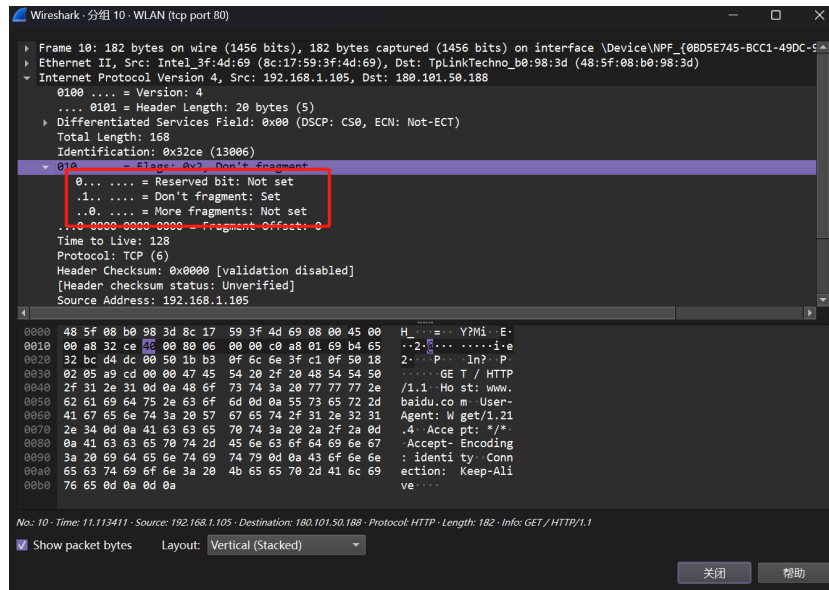 Wireshark · 分组 10 · WLAN (tcp port 80)
Frame 10: 182 bytes on wire (1456 bits), 182 bytes captured (1456 bits) on interface \Device\NPF_{0BD5E745-BCC1-49DC-9
Ethernet II, Src: Intel_3f:4d:69 (8c:17:59:3f:4d:69), Dst: TpLinkTechno_b0:98:3d (48:5f:08:b0:98:3d)
Internet Protocol Version 4, Src: 192.168.1.105, Dst: 180.101.50.188
0100 .... = Version: 4
.... 0101 = Header Length: 20 bytes (5)
Differentiated Services Field: 0x00 (DSCP: CS0, ECN: Not-ECT)
Total Length: 168
Identification: 0x32ce (13006)
010. .... = Flags: 0x2, Don't fragment
0... .... = Reserved bit: Not set
.1.. .... = Don't fragment: Set
..0. .... = More fragments: Not set
...0 0000 0000 0000 = Fragment Offset: 0
Time to Live: 128
Protocol: TCP (6)
Header Checksum: 0x0000 [validation disabled]
[Header checksum status: Unverified]
Source Address: 192.168.1.105
0000 48 5f 08 b0 98 3d 8c 17 59 3f 4d 69 08 00 45 00 H_···=·· Y?Mi··E·
0010 00 a8 32 ce 40 00 80 06 00 00 c0 a8 01 69 b4 65 ··2·@··· ·····i·e
0020 32 bc d4 dc 00 50 1b b3 0f 6c 6e 3f c1 0f 50 18 2····P·· ·ln?··P·
0030 02 05 a9 cd 00 00 47 45 54 20 2f 20 48 54 54 50 ······GE T / HTTP
0040 2f 31 2e 31 0d 0a 48 6f 73 74 3a 20 77 77 77 2e /1.1··Ho st: www.
0050 62 61 69 64 75 2e 63 6f 6d 0d 0a 55 73 65 72 2d baidu.co m··User-
0060 41 67 65 6e 74 3a 20 57 67 65 74 2f 31 2e 32 31 Agent: W get/1.21
0070 2e 34 0d 0a 41 63 63 65 70 74 3a 20 2a 2f 2a 0d .4··Acce pt: */*·
0080 0a 41 63 63 65 70 74 2d 45 6e 63 6f 64 69 6e 67 ·Accept- Encoding
0090 3a 20 69 64 65 6e 74 69 74 79 0d 0a 43 6f 6e 6e : identi ty··Conn
00a0 65 63 74 69 6f 6e 3a 20 4b 65 65 70 2d 41 6c 69 ection: Keep-Ali
00b0 76 65 0d 0a 0d 0a ve····
No.: 10 · Time: 11.113411 · Source: 192.168.1.105 · Destination: 180.101.50.188 · Protocol: HTTP · Length: 182 · Info: GET / HTTP/1.1
Show packet bytes Layout: Vertical (Stacked)
关闭 帮助